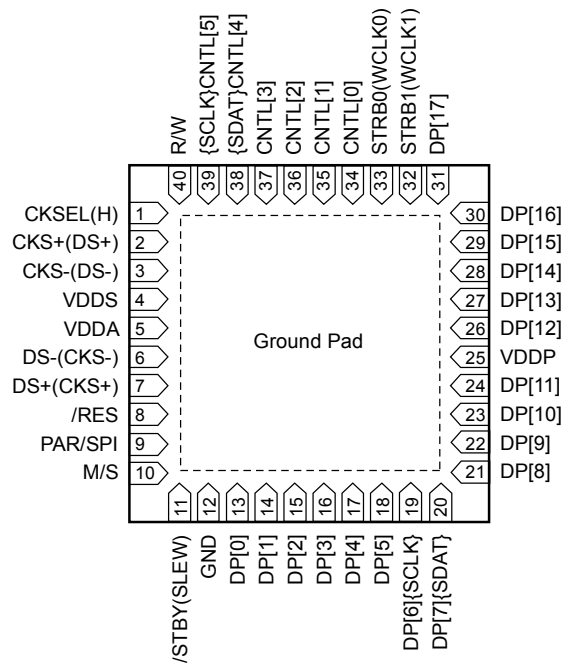 R/W
{SCLK}CNTL[5]
{SDAT}CNTL[4]
CNTL[3]
CNTL[2]
CNTL[1]
CNTL[0]
STRB0(WCLK0)
STRB1(WCLK1)
DP[17]
40
39
38
37
36
35
34
33
32
31
CKSEL(H) 1
CKS+(DS+) 2
CKS-(DS-) 3
VDDS 4
VDDA 5
DS-(CKS-) 6
DS+(CKS+) 7
/RES 8
PAR/SPI 9
M/S 10
Ground Pad
30 DP[16]
29 DP[15]
28 DP[14]
27 DP[13]
26 DP[12]
25 VDDP
24 DP[11]
23 DP[10]
22 DP[9]
21 DP[8]
11
12
13
14
15
16
17
18
19
20
/STBY(SLEW)
GND
DP[0]
DP[1]
DP[2]
DP[3]
DP[4]
DP[5]
DP[6]{SCLK}
DP[7]{SDAT}